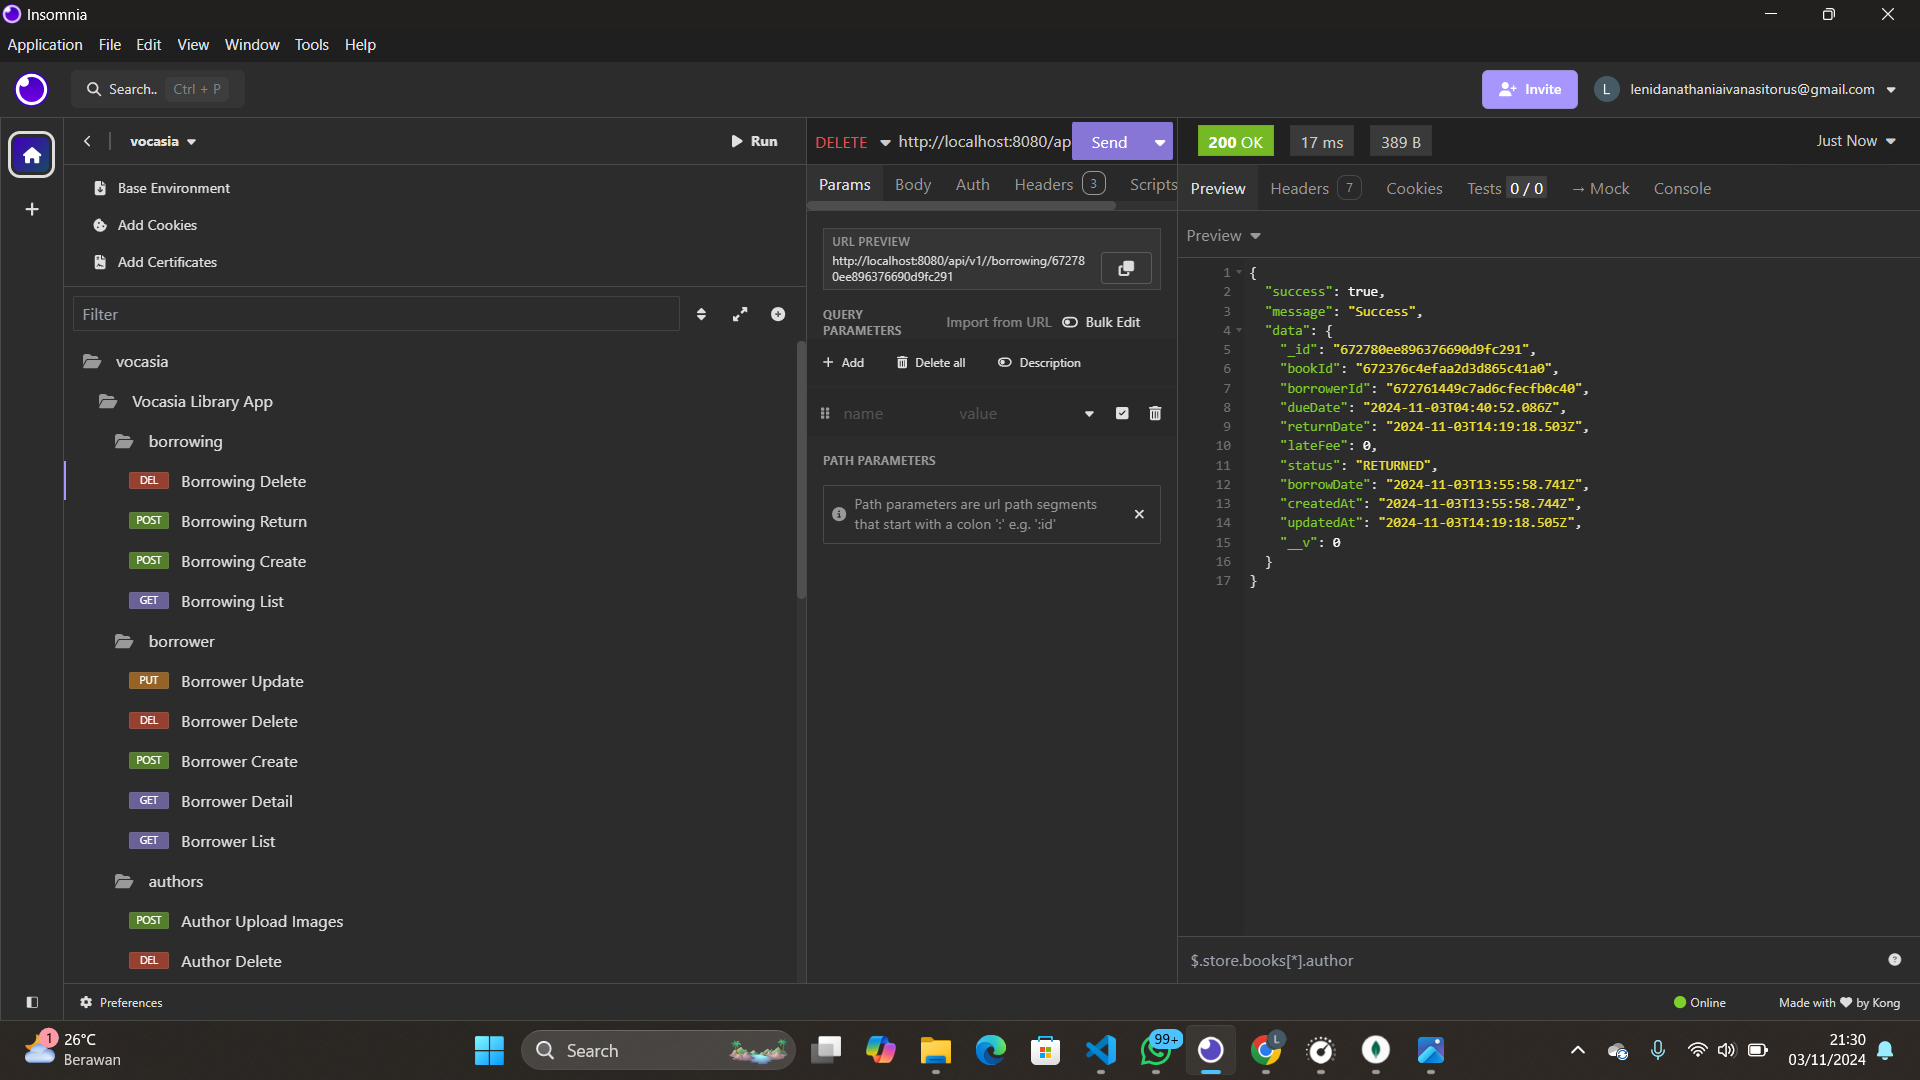 Insomnia
Application File Edit View Window Tools Help
Search.. Ctrl + P
Invite
L lenidanathaniaivanasitorus@gmail.com
vocasia
Run
Base Environment
Add Cookies
Add Certificates
Filter
vocasia
Vocasia Library App
borrowing
DEL Borrowing Delete
POST Borrowing Return
POST Borrowing Create
GET Borrowing List
borrower
PUT Borrower Update
DEL Borrower Delete
POST Borrower Create
GET Borrower Detail
GET Borrower List
authors
POST Author Upload Images
DEL Author Delete
DELETE http://localhost:8080/ap Send
Params Body Auth Headers 3 Scripts
URL PREVIEW
http://localhost:8080/api/v1//borrowing/67278
0ee896376690d9fc291
QUERY
PARAMETERS
Import from URL Bulk Edit
+ Add Delete all Description
name value
PATH PARAMETERS
Path parameters are url path segments
that start with a colon ':' e.g. ':id'
200 OK 17 ms 389 B Just Now
Preview Headers 7 Cookies Tests 0 / 0 → Mock Console
Preview
1 {
2 "success": true,
3 "message": "Success",
4 "data": {
5 "_id": "672780ee896376690d9fc291",
6 "bookId": "672376c4efaa2d3d865c41a0",
7 "borrowerId": "672761449c7ad6cfecfb0c40",
8 "dueDate": "2024-11-03T04:40:52.086Z",
9 "returnDate": "2024-11-03T14:19:18.503Z",
10 "lateFee": 0,
11 "status": "RETURNED",
12 "borrowDate": "2024-11-03T13:55:58.741Z",
13 "createdAt": "2024-11-03T13:55:58.744Z",
14 "updatedAt": "2024-11-03T14:19:18.505Z",
15 "__v": 0
16 }
17 }
$.store.books[*].author
Preferences
Online
Made with ♥ by Kong
1 26°C
Berawan
Search
99+
L
21:30
03/11/2024